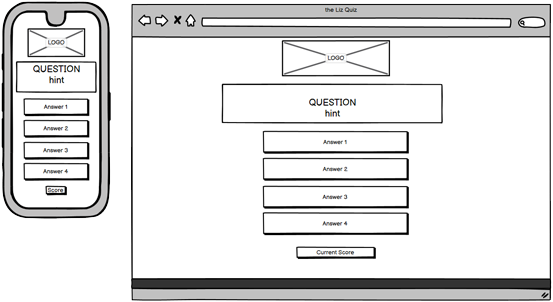 LOGO
QUESTION
hint
Answer 1
Answer 2
Answer 3
Answer 4
Score
the Liz Quiz
LOGO
QUESTION
hint
Answer 1
Answer 2
Answer 3
Answer 4
Current Score